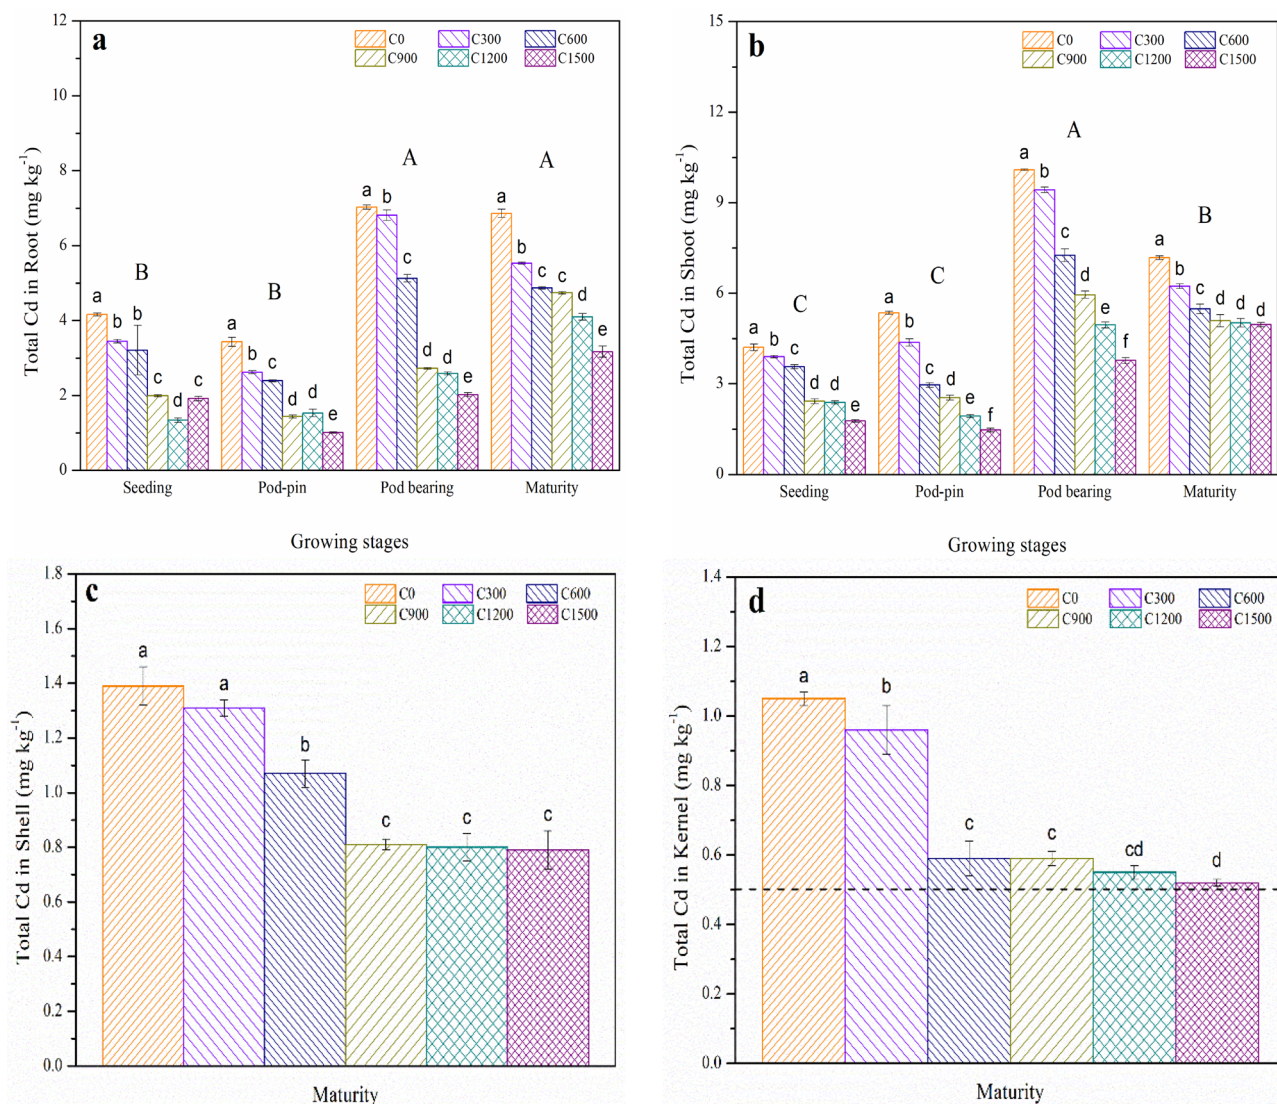 a
C0 C300 C600
C900 C1200 C1500
Total Cd in Root (mg kg⁻¹)
12
10
8
6
4
2
0
A A
B B
a b b c d c
a b c d d e
a b c d d e
a b c c d e
Seeding Pod-pin Pod bearing Maturity
Growing stages
b
C0 C300 C600
C900 C1200 C1500
Total Cd in Shoot (mg kg⁻¹)
15
12
9
6
3
0
C C A B
a b c d d e
a b c d e f
a b c d e f
a b c d d d
Seeding Pod-pin Pod bearing Maturity
Growing stages
c
C0 C300 C600
C900 C1200 C1500
Total Cd in Shell (mg kg⁻¹)
1.8
1.6
1.4
1.2
1.0
0.8
0.6
0.4
0.2
0.0
a a b c c c
Maturity
d
C0 C300 C600
C900 C1200 C1500
Total Cd in Kernel (mg kg⁻¹)
1.4
1.2
1.0
0.8
0.6
0.4
0.2
0.0
a b c c cd d
Maturity